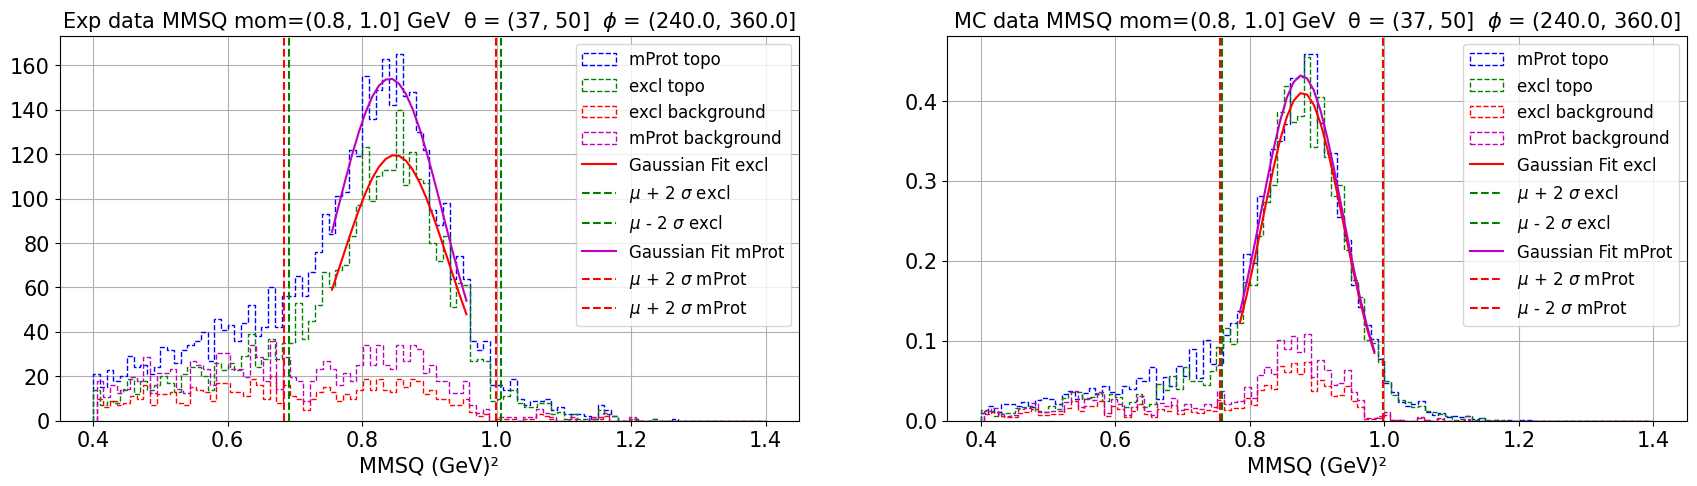 Exp data MMSQ mom=(0.8, 1.0] GeV θ = (37, 50] ϕ = (240.0, 360.0]
160
140
120
100
80
60
40
20
0
0.4
0.6
0.8
1.0
1.2
1.4
MMSQ (GeV)²
mProt topo
excl topo
excl background
mProt background
Gaussian Fit excl
μ + 2 σ excl
μ - 2 σ excl
Gaussian Fit mProt
μ + 2 σ mProt
μ + 2 σ mProt
MC data MMSQ mom=(0.8, 1.0] GeV θ = (37, 50] ϕ = (240.0, 360.0]
0.4
0.3
0.2
0.1
0.0
0.4
0.6
0.8
1.0
1.2
1.4
MMSQ (GeV)²
mProt topo
excl topo
excl background
mProt background
Gaussian Fit excl
μ + 2 σ excl
μ - 2 σ excl
Gaussian Fit mProt
μ + 2 σ mProt
μ - 2 σ mProt